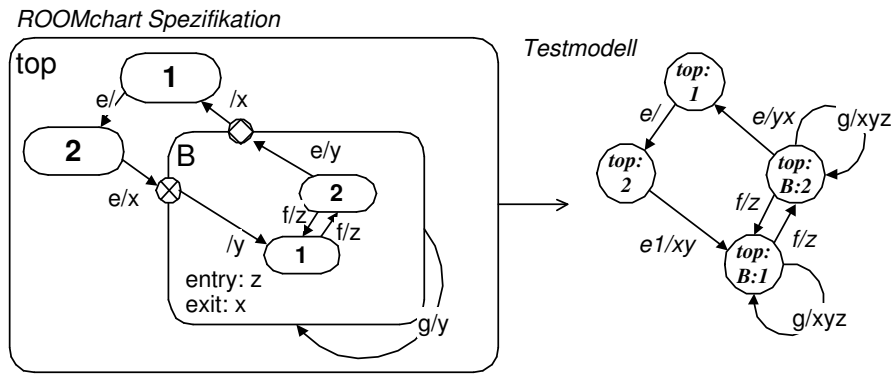 ROOMchart Spezifikation
Testmodell
top
1
e/
/x
2
B
e/x
e/y
2
f/z
f/z
/y
1
entry: z
exit: x
g/y
top:
1
e/
e/yx
g/xyz
top:
2
top:
B:2
f/z
f/z
e1/xy
top:
B:1
g/xyz